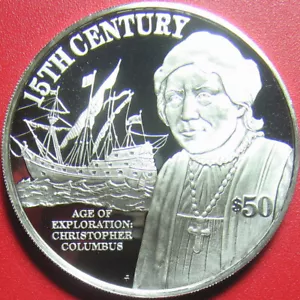 15TH CENTURY
$50
AGE OF
EXPLORATION:
CHRISTOPHER
COLUMBUS